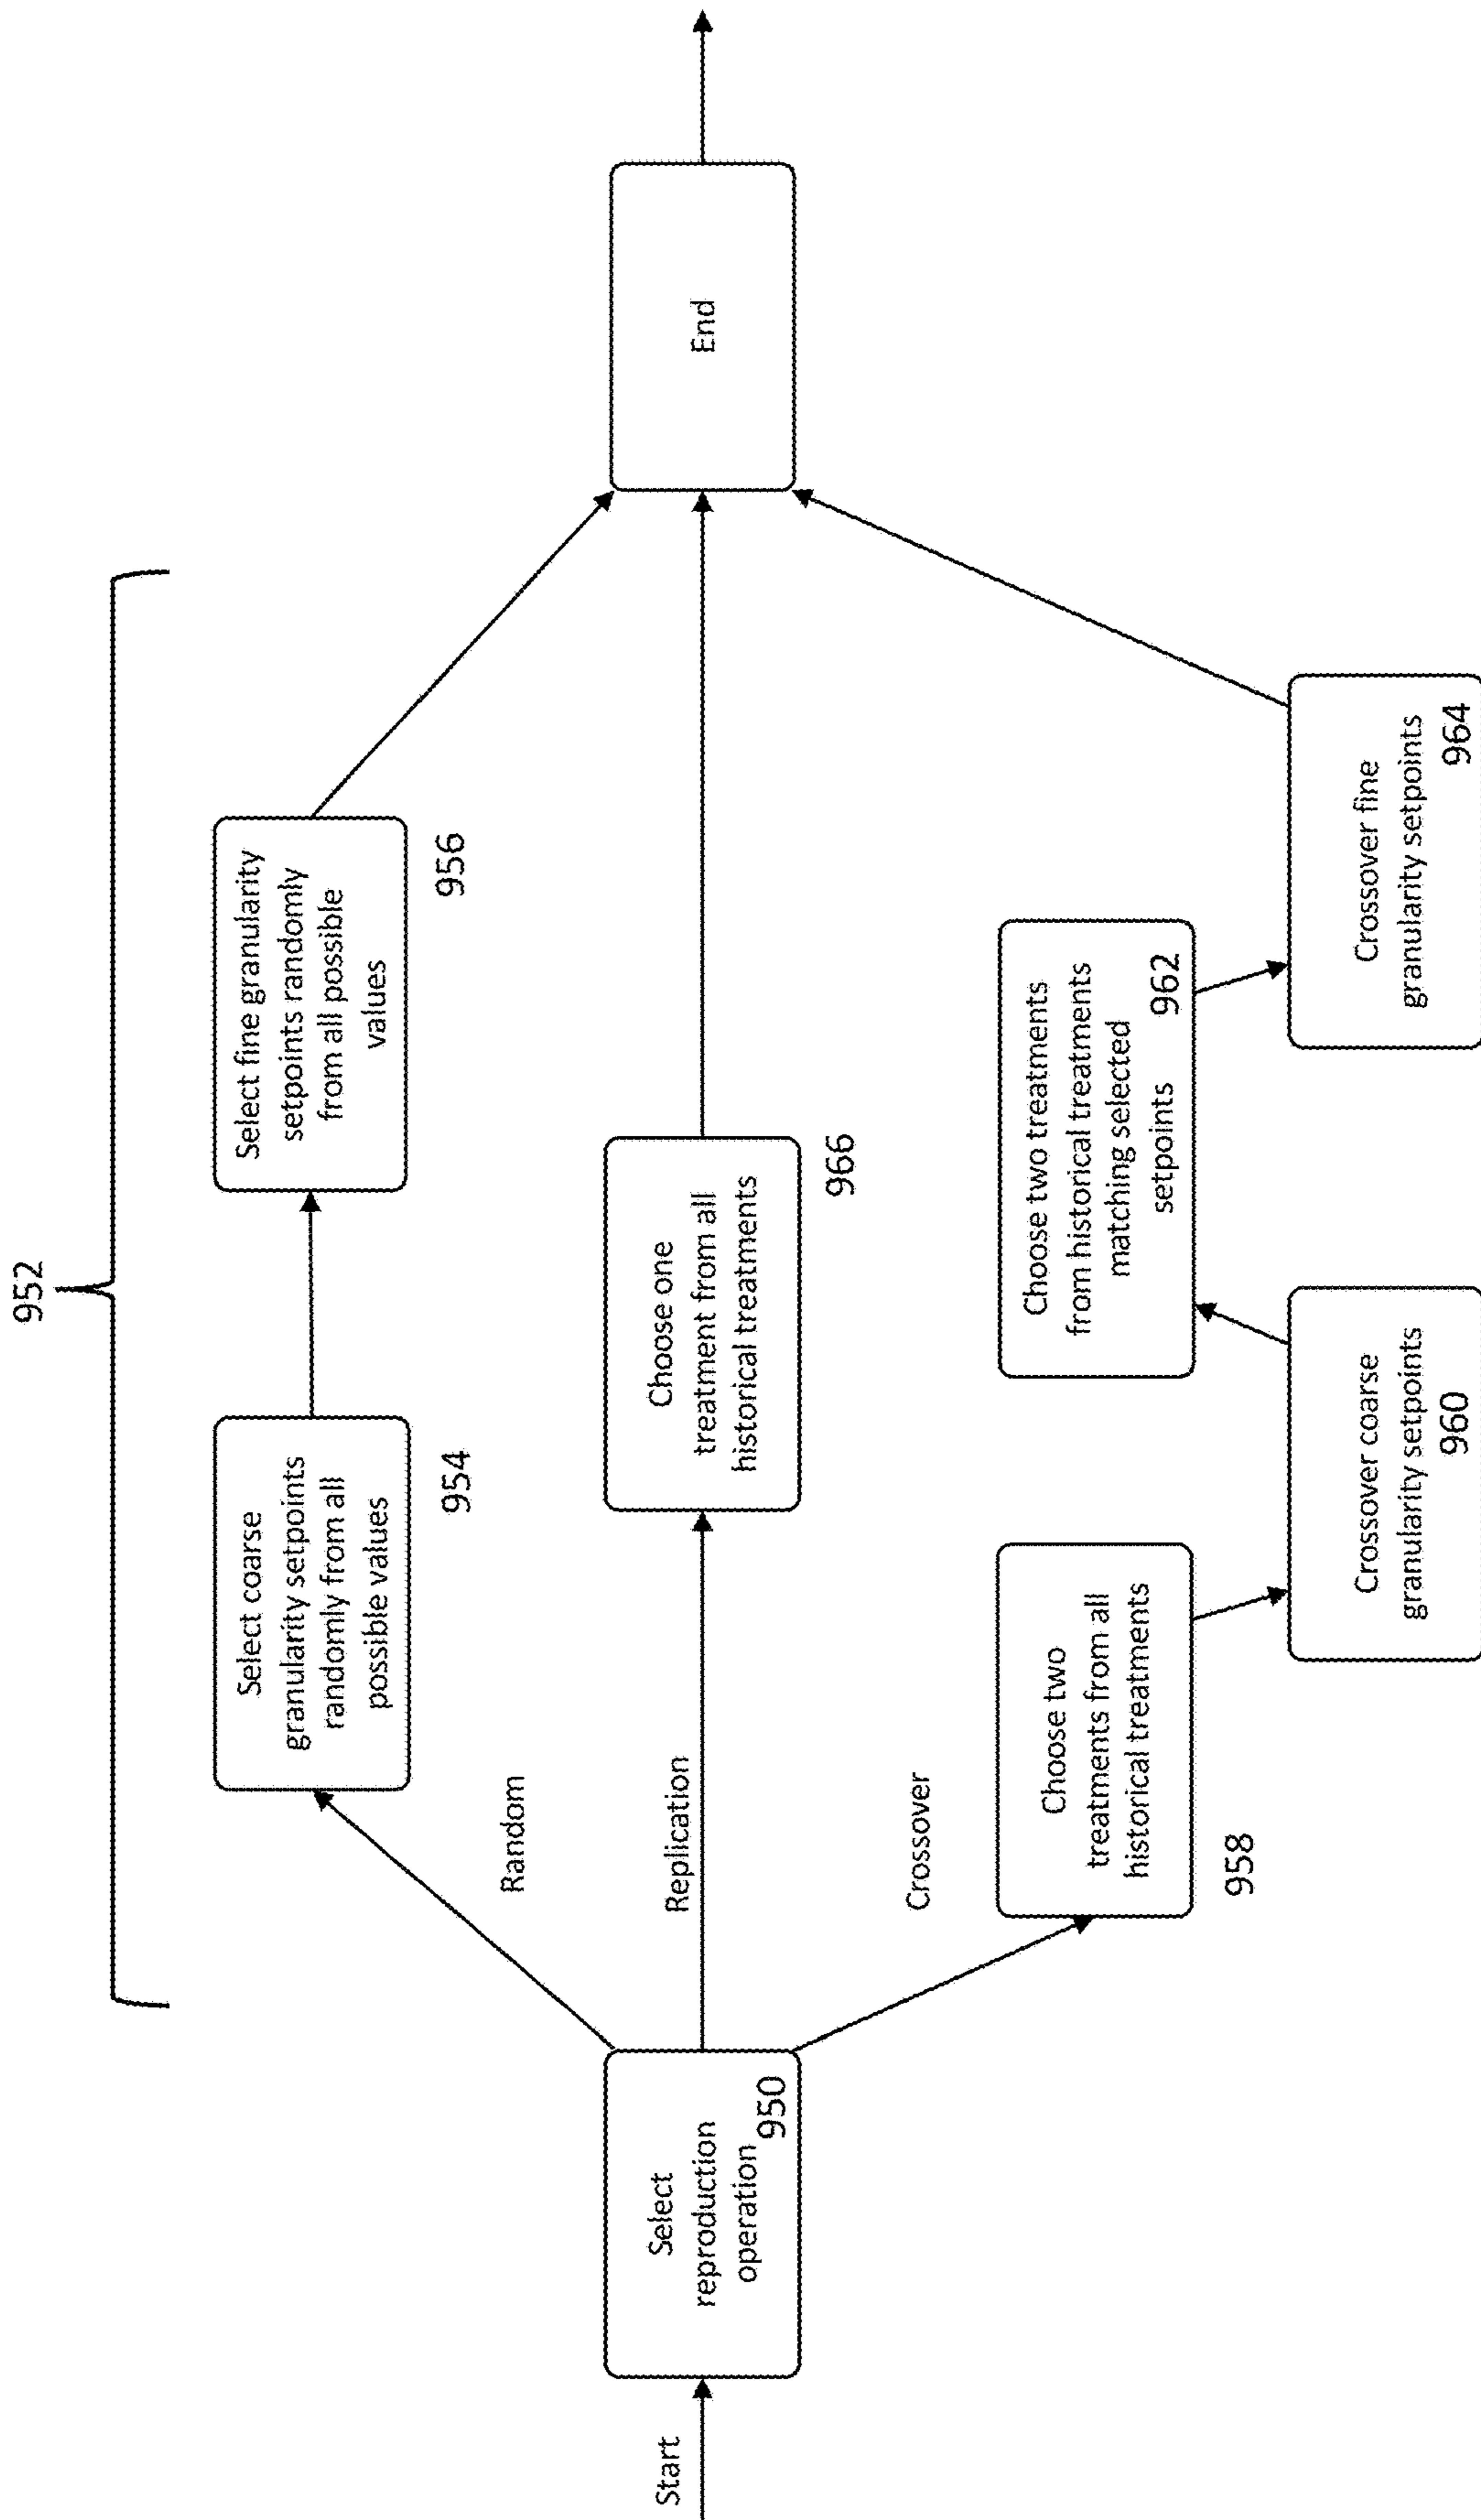 952
Start
Select
reproduction
operation
950
Random
Replication
Crossover
Select coarse
granularity setpoints
randomly from all
possible values
954
Select fine granularity
setpoints randomly
from all possible
values
956
Choose one
treatment from all
historical treatments
966
Choose two
treatments from all
historical treatments
958
Crossover coarse
granularity setpoints
960
Choose two treatments
from historical treatments
matching selected
setpoints
962
Crossover fine
granularity setpoints
964
End